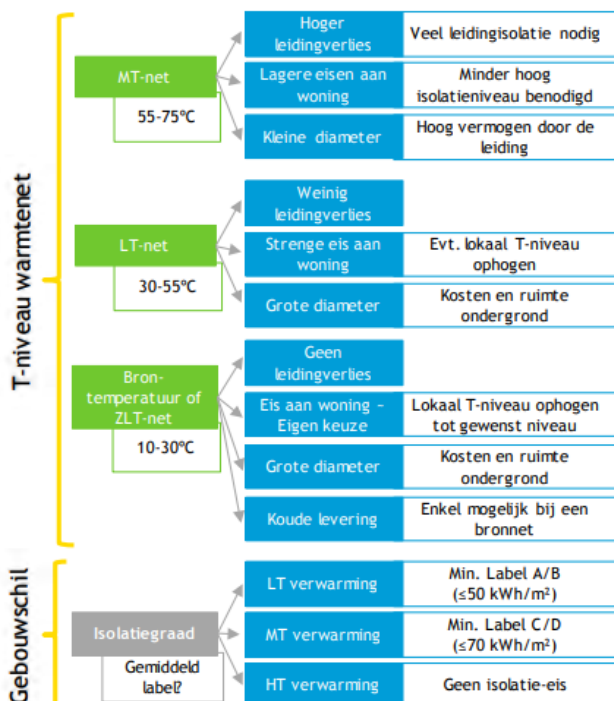 T-niveau warmtenet
MT-net
55-75°C
Hoger
leidingverlies
Veel leidingisolatie nodig
Lagere eisen aan
woning
Minder hoog
isolatieniveau benodigd
Kleine diameter
Hoog vermogen door de
leiding
LT-net
30-55°C
Weinig
leidingverlies
Strenge eis aan
woning
Evt. lokaal T-niveau
ophogen
Grote diameter
Kosten en ruimte
ondergrond
Bron-
temperatuur of
ZLT-net
10-30°C
Geen
leidingverlies
Eis aan woning –
Eigen keuze
Lokaal T-niveau ophogen
tot gewenst niveau
Grote diameter
Kosten en ruimte
ondergrond
Koude levering
Enkel mogelijk bij een
bronnet
Gebouwschil
Isolatiegraad
Gemiddeld
label?
LT verwarming
Min. Label A/B
(≤50 kWh/m²)
MT verwarming
Min. Label C/D
(≤70 kWh/m²)
HT verwarming
Geen isolatie-eis